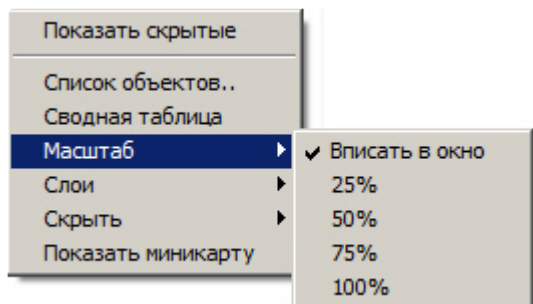 Показать скрытые
Список объектов..
Сводная таблица
Масштаб
Слои
Скрыть
Показать миникарту
Вписать в окно
25%
50%
75%
100%